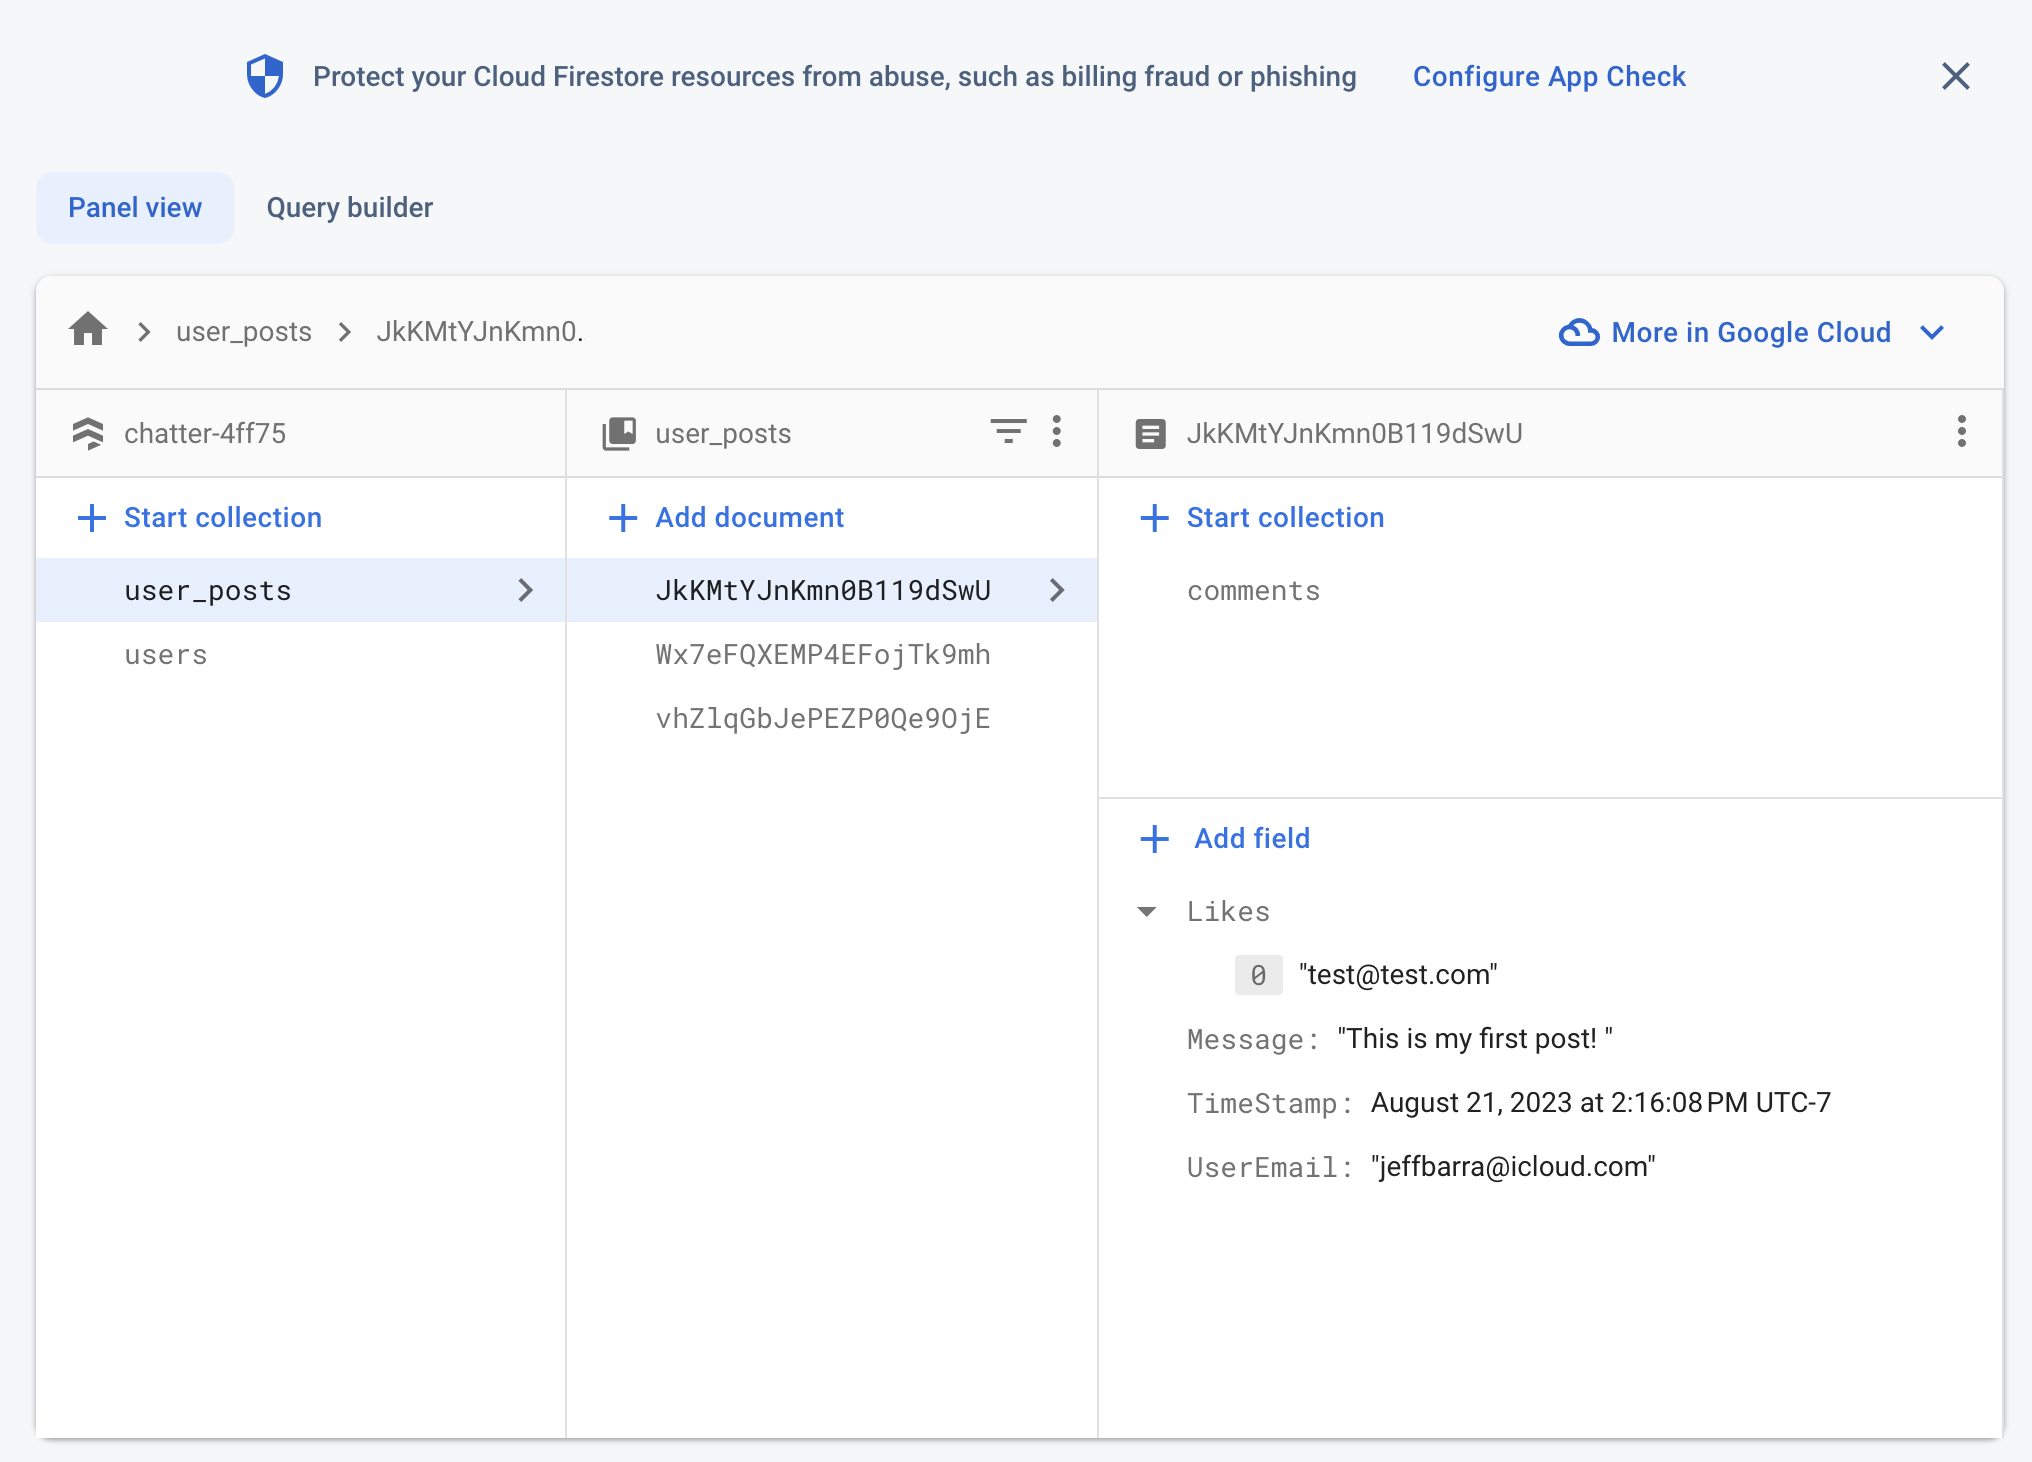 Protect your Cloud Firestore resources from abuse, such as billing fraud or phishing Configure App Check
Panel view Query builder
user_posts JkKMtYJnKmn0.
More in Google Cloud
chatter-4ff75
Start collection
user_posts
users
user_posts
Add document
JkKMtYJnKmn0B119dSwU
Wx7eFQXEMP4EFojTk9mh
vhZlqGbJePEZP0Qe9OjE
JkKMtYJnKmn0B119dSwU
Start collection
comments
Add field
Likes
0 "test@test.com"
Message: "This is my first post! "
TimeStamp: August 21, 2023 at 2:16:08 PM UTC-7
UserEmail: "jeffbarra@icloud.com"